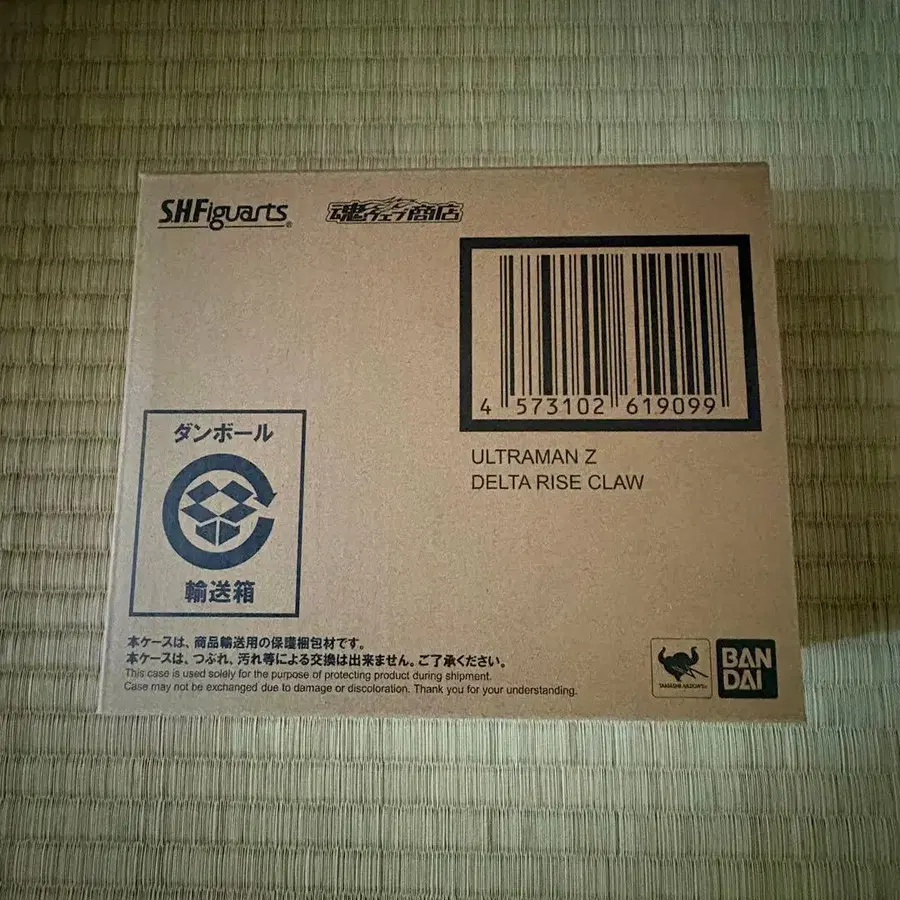 S.H.Figuarts
魂ウェブ商店
4 573102 619099
ULTRAMAN Z
DELTA RISE CLAW
ダンボール
輸送箱
本ケースは、商品輸送用の保護梱包材です。
本ケースは、つぶれ、汚れ等による交換は出来ません。ご了承ください。
This case is used solely for the purpose of protecting product during shipment.
Case may not be exchanged due to damage or discoloration. Thank you for your understanding.
TAMASHII NATIONS
BAN
DAI